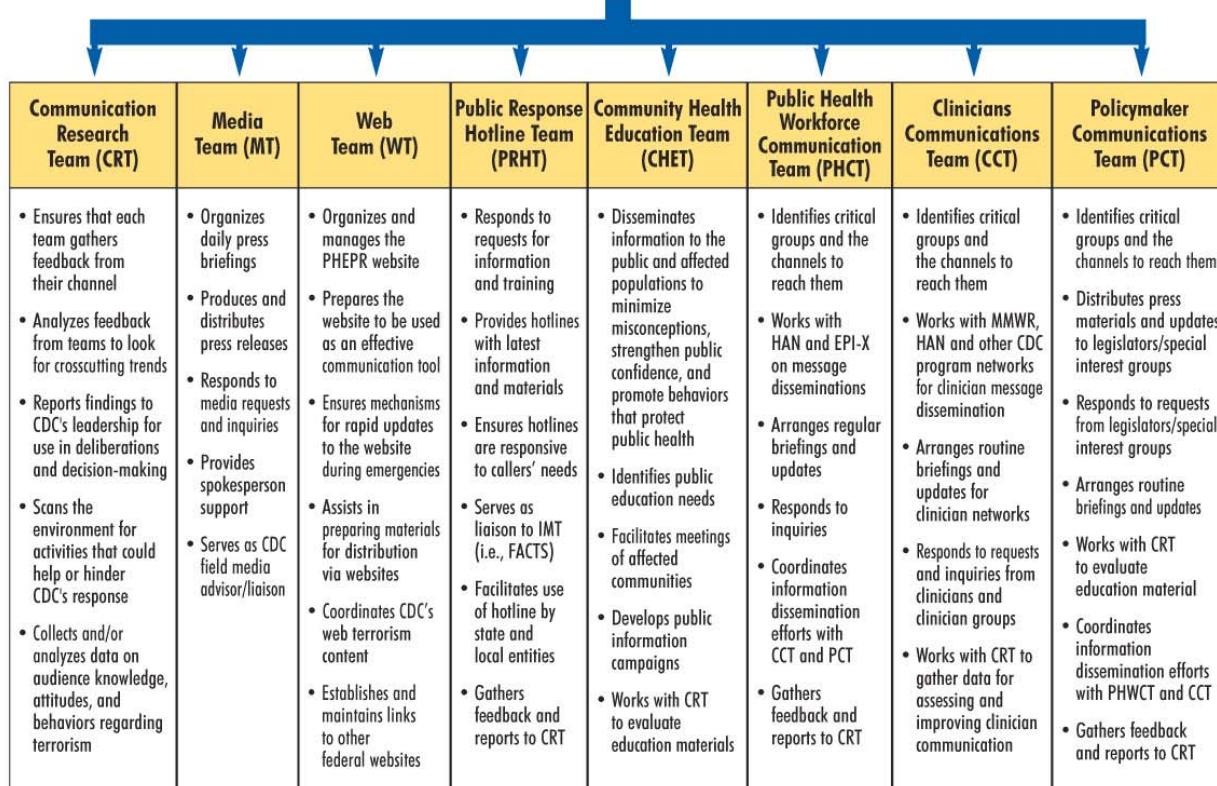 Communication
Research
Team (CRT)
• Ensures that each
team gathers
feedback from
their channel
• Analyzes feedback
from teams to look
for crosscutting trends
• Reports findings to
CDC's leadership for
use in deliberations
and decision-making
• Scans the
environment for
activities that could
help or hinder
CDC's response
• Collects and/or
analyzes data on
audience knowledge,
attitudes, and
behaviors regarding
terrorism
Media
Team (MT)
• Organizes
daily press
briefings
• Produces and
distributes
press releases
• Responds to
media requests
and inquiries
• Provides
spokesperson
support
• Serves as CDC
field media
advisor/liaison
Web
Team (WT)
• Organizes and
manages the
PHEPR website
• Prepares the
website to be used
as an effective
communication tool
• Ensures mechanisms
for rapid updates
to the website
during emergencies
• Assists in
preparing materials
for distribution
via websites
• Coordinates CDC's
web terrorism
content
• Establishes and
maintains links
to other
federal websites
Public Response
Hotline Team
(PRHT)
• Responds to
requests for
information
and training
• Provides hotlines
with latest
information
and materials
• Ensures hotlines
are responsive
to callers' needs
• Serves as
liaison to IMT
(i.e., FACTS)
• Facilitates use
of hotline by
state and
local entities
• Gathers
feedback and
reports to CRT
Community Health
Education Team
(CHET)
• Disseminates
information to the
public and affected
populations to
minimize
misconceptions,
strengthen public
confidence, and
promote behaviors
that protect
public health
• Identifies public
education needs
• Facilitates meetings
of affected
communities
• Develops public
information
campaigns
• Works with CRT
to evaluate
education materials
Public Health
Workforce
Communication
Team (PHCT)
• Identifies critical
groups and the
channels to
reach them
• Works with
HAN and EPI-X
on message
disseminations
• Arranges regular
briefings and
updates
• Responds to
inquiries
• Coordinates
information
dissemination
efforts with
CCT and PCT
• Gathers
feedback and
reports to CRT
Clinicians
Communications
Team (CCT)
• Identifies critical
groups and
the channels to
reach them
• Works with MMWR,
HAN and other CDC
program networks
for clinician message
dissemination
• Arranges routine
briefings and
updates for
clinician networks
• Responds to requests
and inquiries from
clinicians and
clinician groups
• Works with CRT to
gather data for
assessing and
improving clinician
communication
Policymaker
Communications
Team (PCT)
• Identifies critical
groups and the
channels to reach them
• Distributes press
materials and updates
to legislators/special
interest groups
• Responds to requests
from legislators/special
interest groups
• Arranges routine
briefings and updates
• Works with CRT
to evaluate
education material
• Coordinates
information
dissemination efforts
with PHWCT and CCT
• Gathers feedback
and reports to CRT